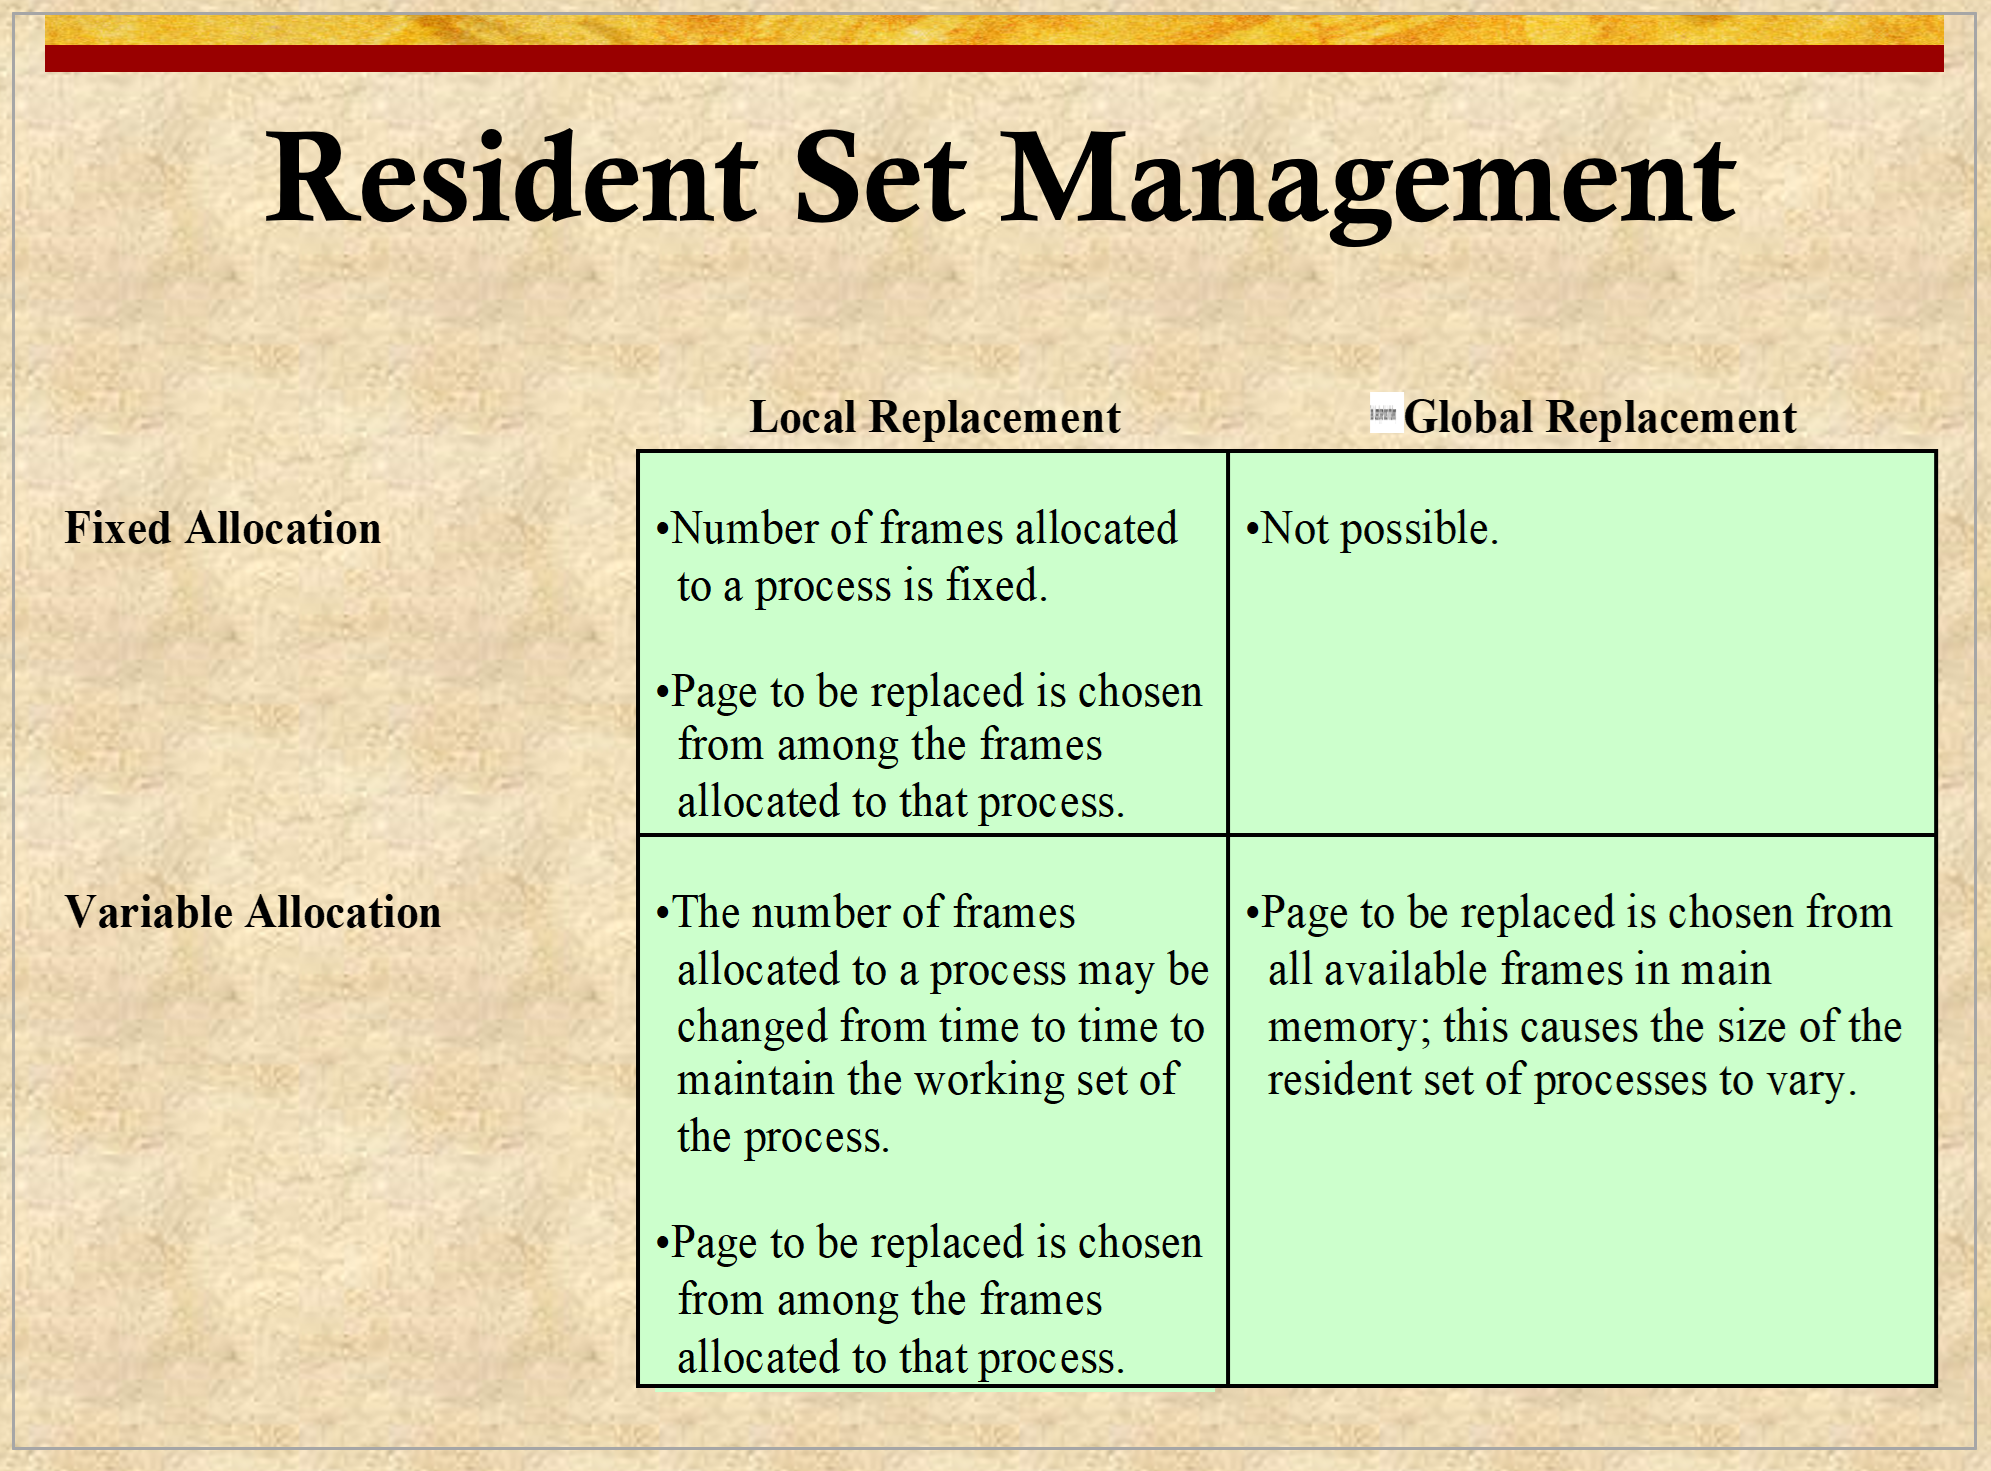 Resident Set Management
Local Replacement
Global Replacement
Fixed Allocation
•Number of frames allocated
to a process is fixed.
•Page to be replaced is chosen
from among the frames
allocated to that process.
•Not possible.
Variable Allocation
•The number of frames
allocated to a process may be
changed from time to time to
maintain the working set of
the process.
•Page to be replaced is chosen
from among the frames
allocated to that process.
•Page to be replaced is chosen from
all available frames in main
memory; this causes the size of the
resident set of processes to vary.